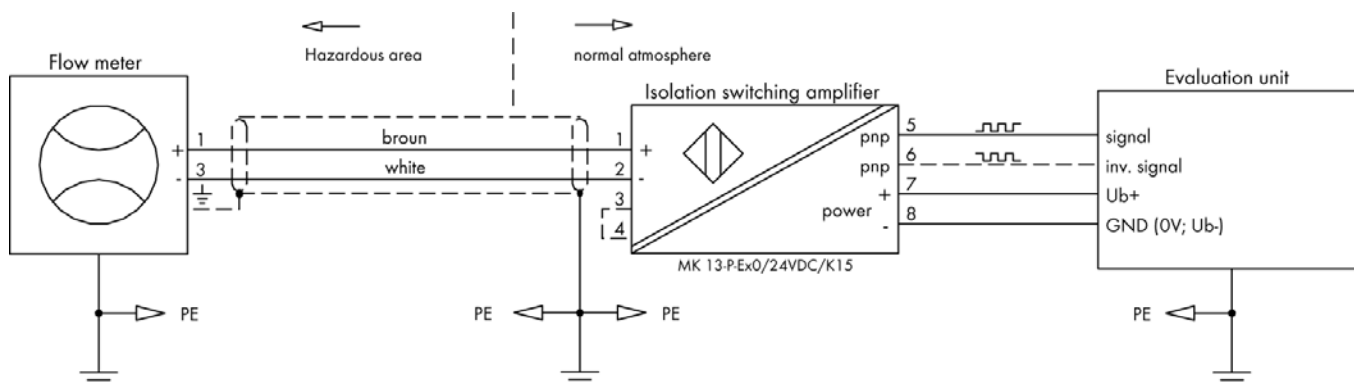 Hazardous area
normal atmosphere
Flow meter
Isolation switching amplifier
Evaluation unit
+ 1
- 3
broun
white
1 +
2 -
3
4
pnp 5
pnp 6
power
+ 7
- 8
signal
inv. signal
Ub+
GND (0V; Ub-)
MK 13-P-Ex0/24VDC/K15
PE
PE
PE
PE